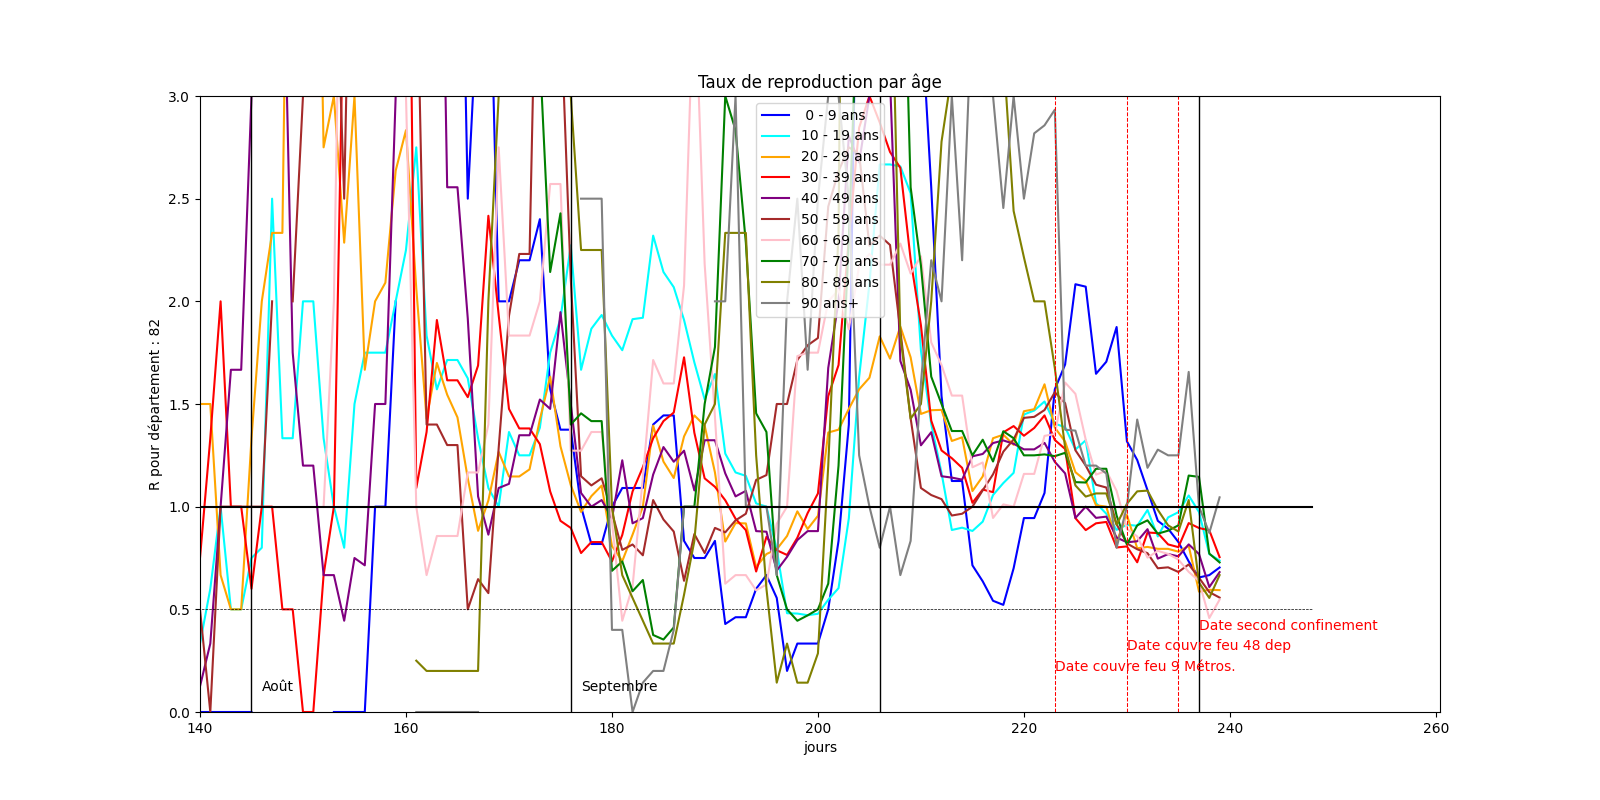 Taux de reproduction par âge
3.0
2.5
2.0
1.5
1.0
0.5
0.0
R pour département : 82
0 - 9 ans
10 - 19 ans
20 - 29 ans
30 - 39 ans
40 - 49 ans
50 - 59 ans
60 - 69 ans
70 - 79 ans
80 - 89 ans
90 ans+
Date second confinement
Date couvre feu 48 dep
Date couvre feu 9 Métros.
Août
Septembre
140
160
180
200
220
240
260
jours